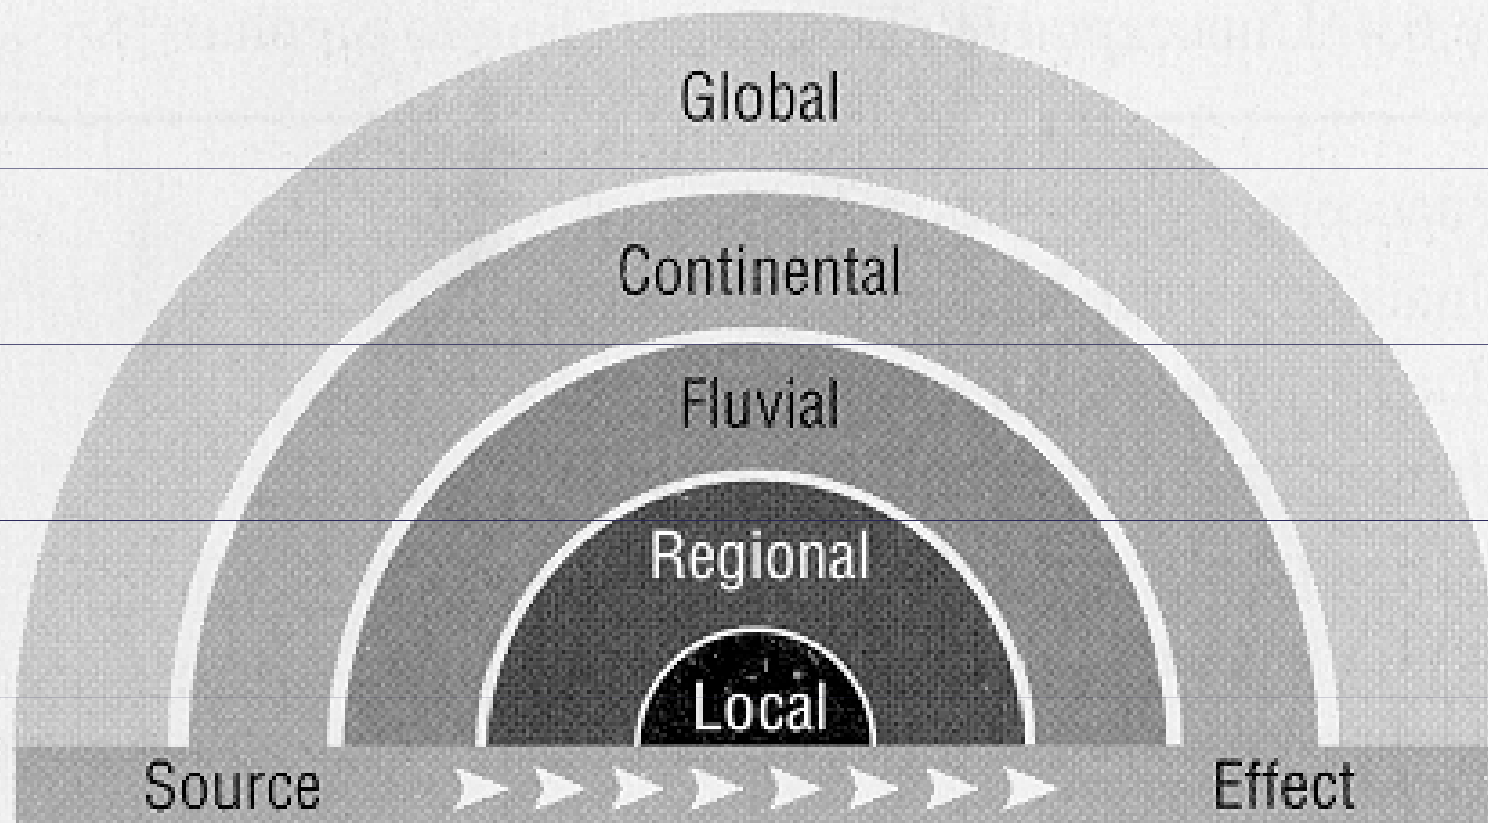 Global
Continental
Fluvial
Regional
Local
Source Effect